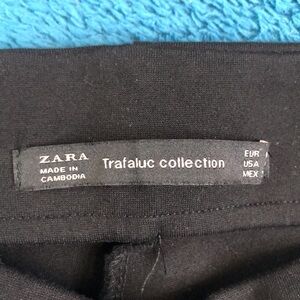 ZARA
MADE IN
CAMBODIA
Trafaluc collection
EUR
USA
MEX